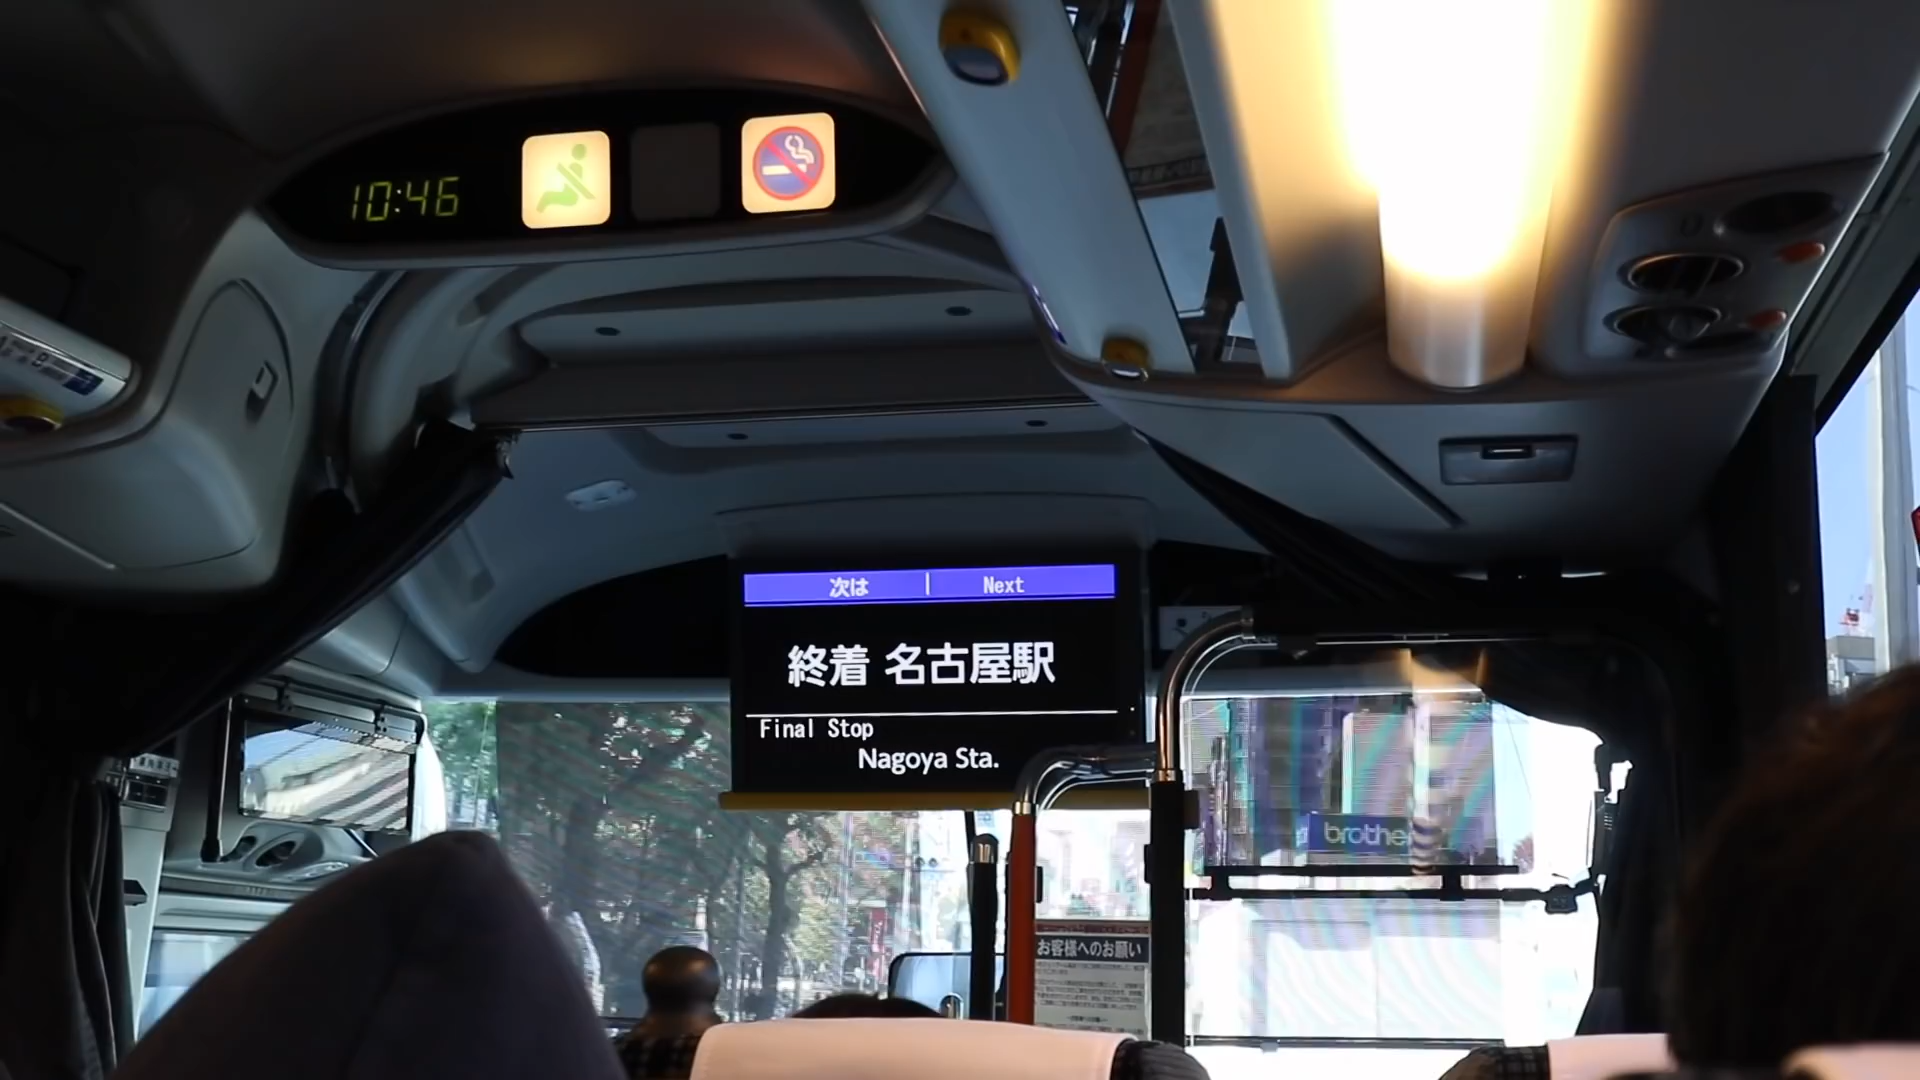 10:46
次は Next
終着 名古屋駅
Final Stop
Nagoya Sta.
brother
お客様へのお願い